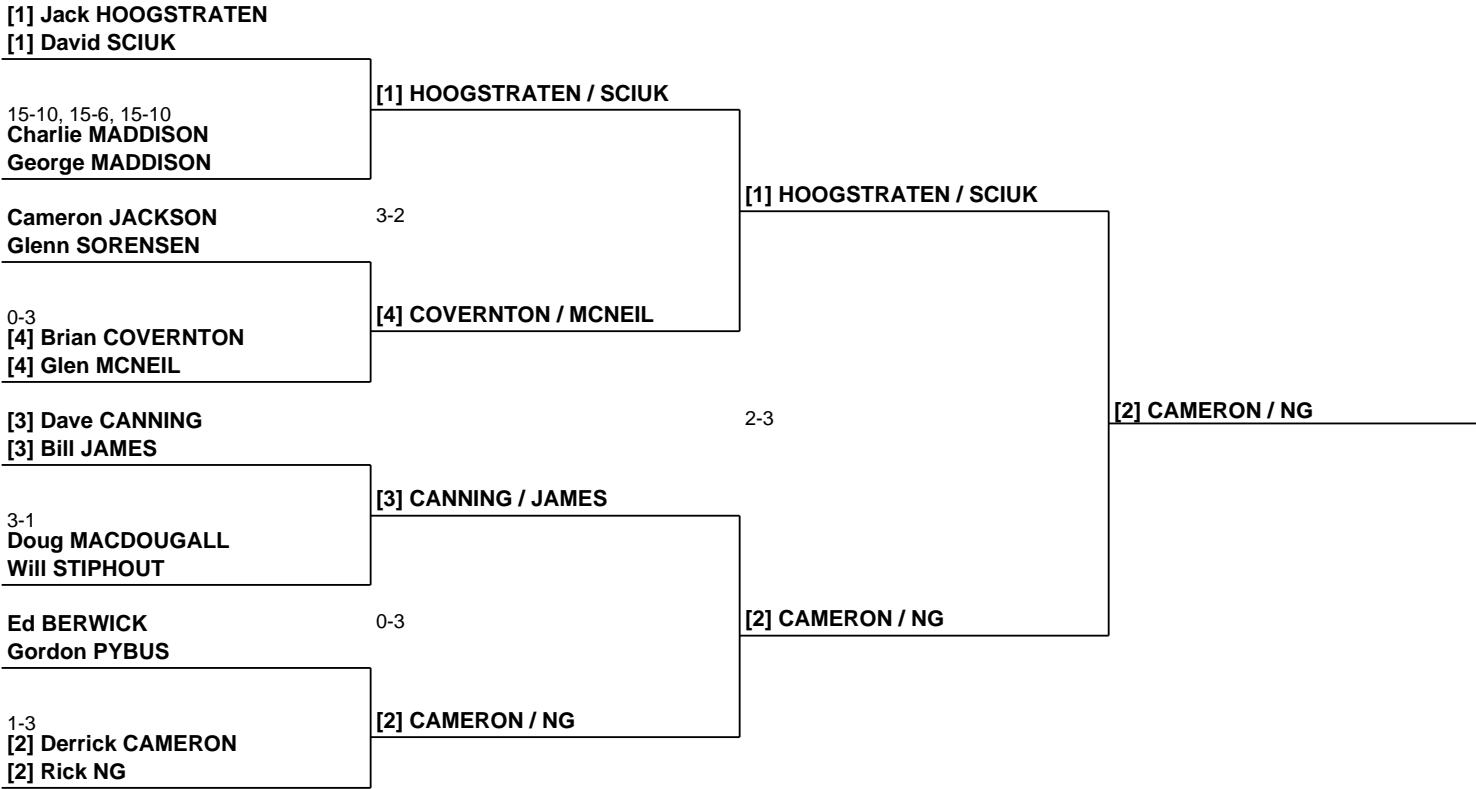 [1] Jack HOOGSTRATEN
[1] David SCIUK
[1] HOOGSTRATEN / SCIUK
15-10, 15-6, 15-10
Charlie MADDISON
George MADDISON
[1] HOOGSTRATEN / SCIUK
Cameron JACKSON
3-2
Glenn SORENSEN
0-3
[4] COVERNTON / MCNEIL
[4] Brian COVERNTON
[4] Glen MCNEIL
[3] Dave CANNING
2-3
[2] CAMERON / NG
[3] Bill JAMES
[3] CANNING / JAMES
3-1
Doug MACDOUGALL
Will STIPHOUT
Ed BERWICK
0-3
[2] CAMERON / NG
Gordon PYBUS
1-3
[2] CAMERON / NG
[2] Derrick CAMERON
[2] Rick NG